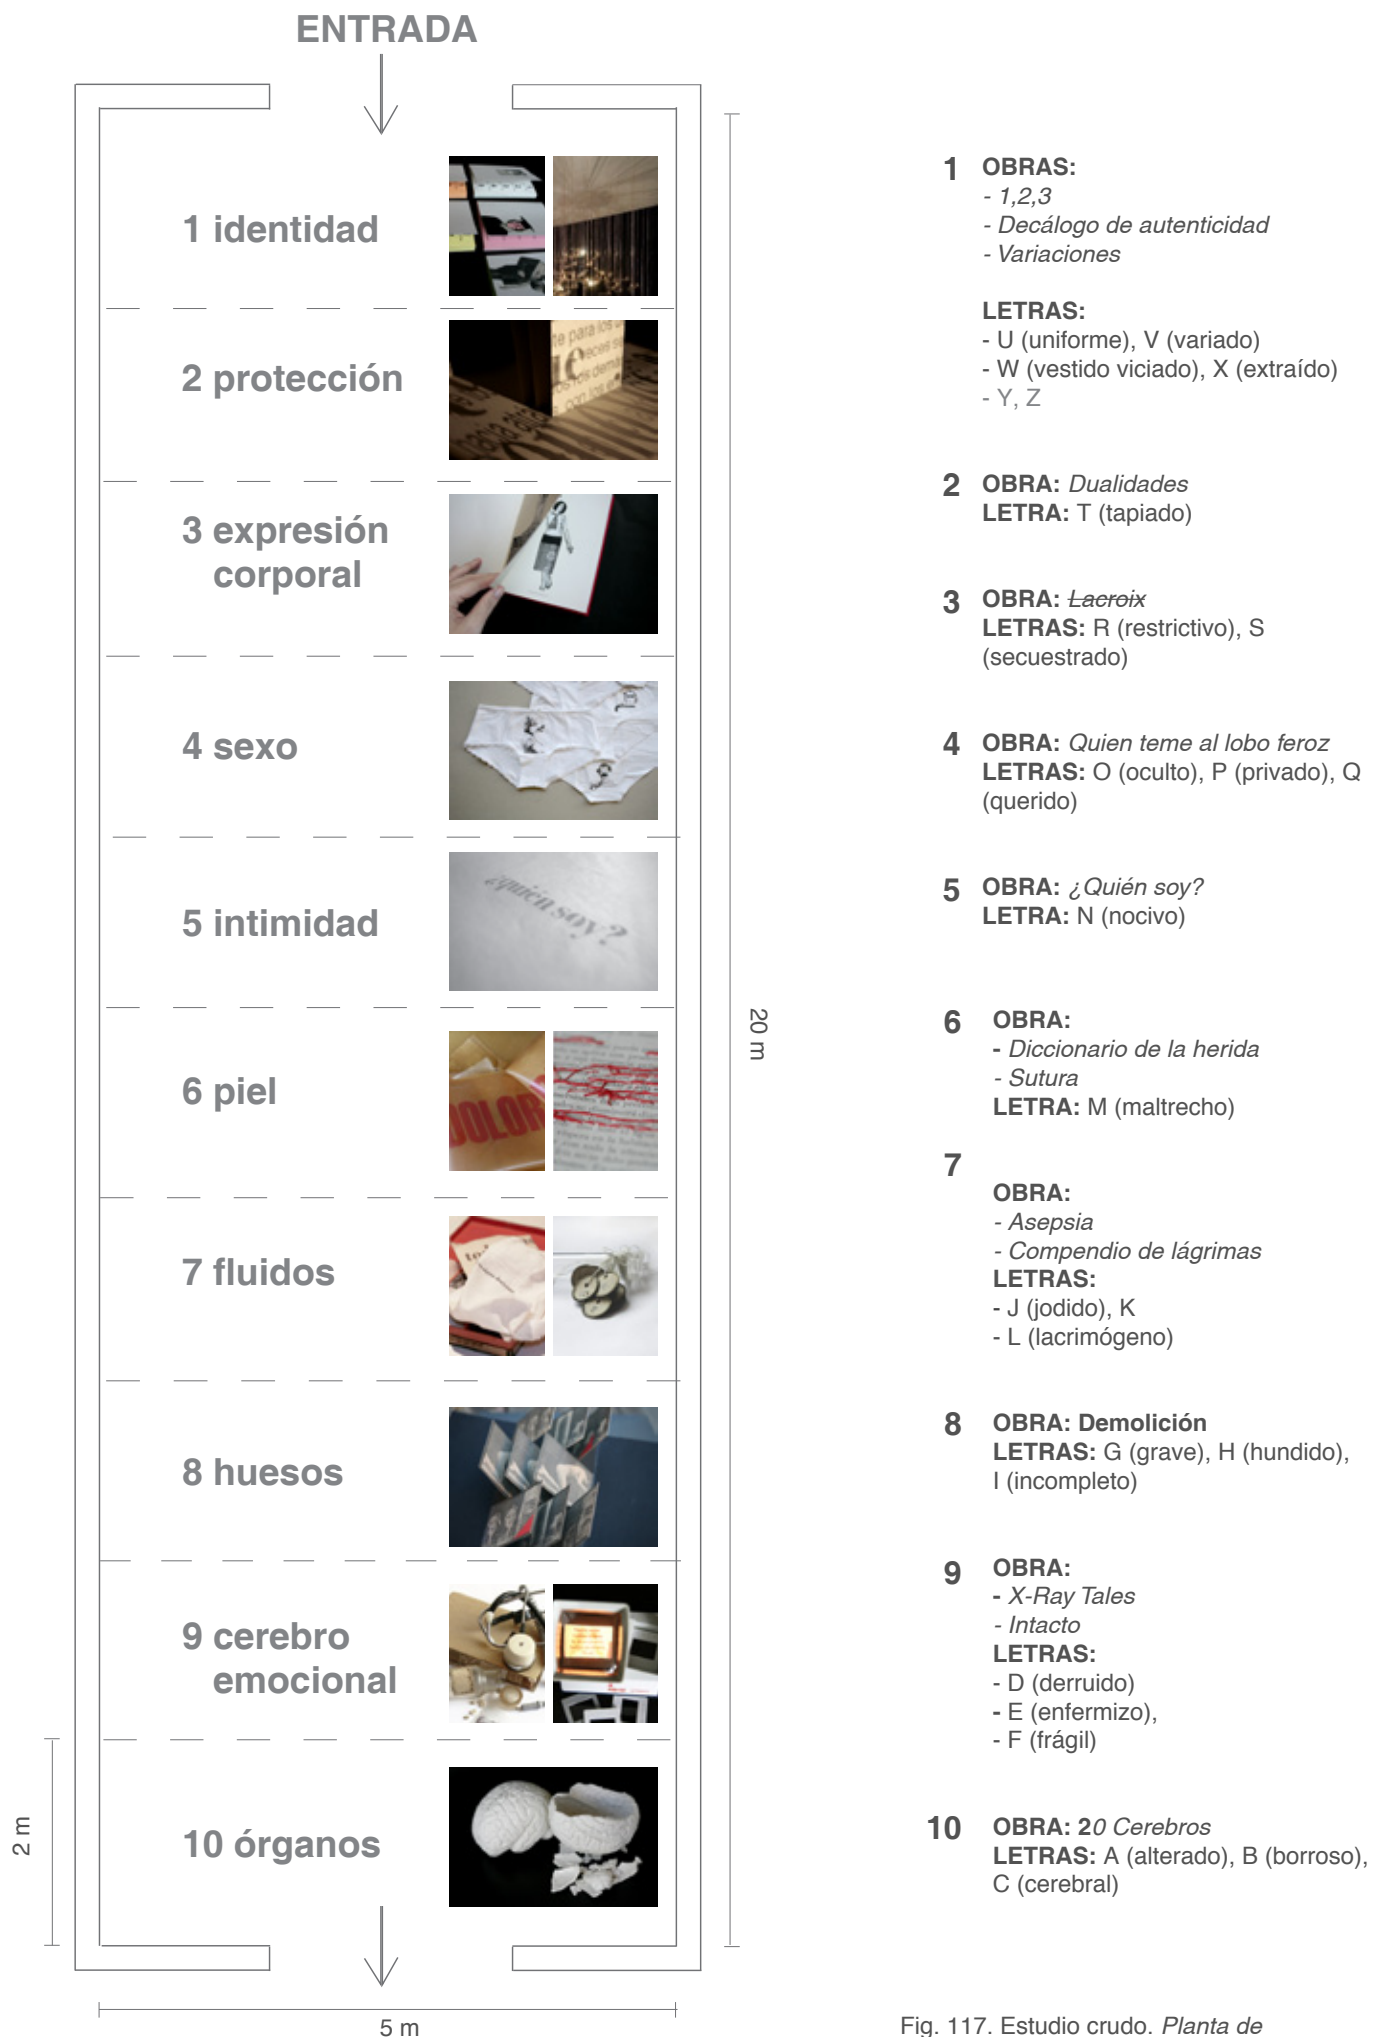 ENTRADA
1 identidad
2 protección
3 expresión
corporal
4 sexo
5 intimidad
¿quién soy?
6 piel
DOLOR
7 fluidos
8 huesos
9 cerebro
emocional
10 órganos
20 m
2 m
5 m
1 OBRAS:
- 1,2,3
- Decálogo de autenticidad
- Variaciones
LETRAS:
- U (uniforme), V (variado)
- W (vestido viciado), X (extraído)
- Y, Z
2 OBRA: Dualidades
LETRA: T (tapiado)
3 OBRA: Lacroix
LETRAS: R (restrictivo), S
(secuestrado)
4 OBRA: Quien teme al lobo feroz
LETRAS: O (oculto), P (privado), Q
(querido)
5 OBRA: ¿Quién soy?
LETRA: N (nocivo)
6 OBRA:
- Diccionario de la herida
- Sutura
LETRA: M (maltrecho)
7
OBRA:
- Asepsia
- Compendio de lágrimas
LETRAS:
- J (jodido), K
- L (lacrimógeno)
8 OBRA: Demolición
LETRAS: G (grave), H (hundido),
I (incompleto)
9 OBRA:
- X-Ray Tales
- Intacto
LETRAS:
- D (derruido)
- E (enfermizo),
- F (frágil)
10 OBRA: 20 Cerebros
LETRAS: A (alterado), B (borroso),
C (cerebral)
Fig. 117. Estudio crudo. Planta de